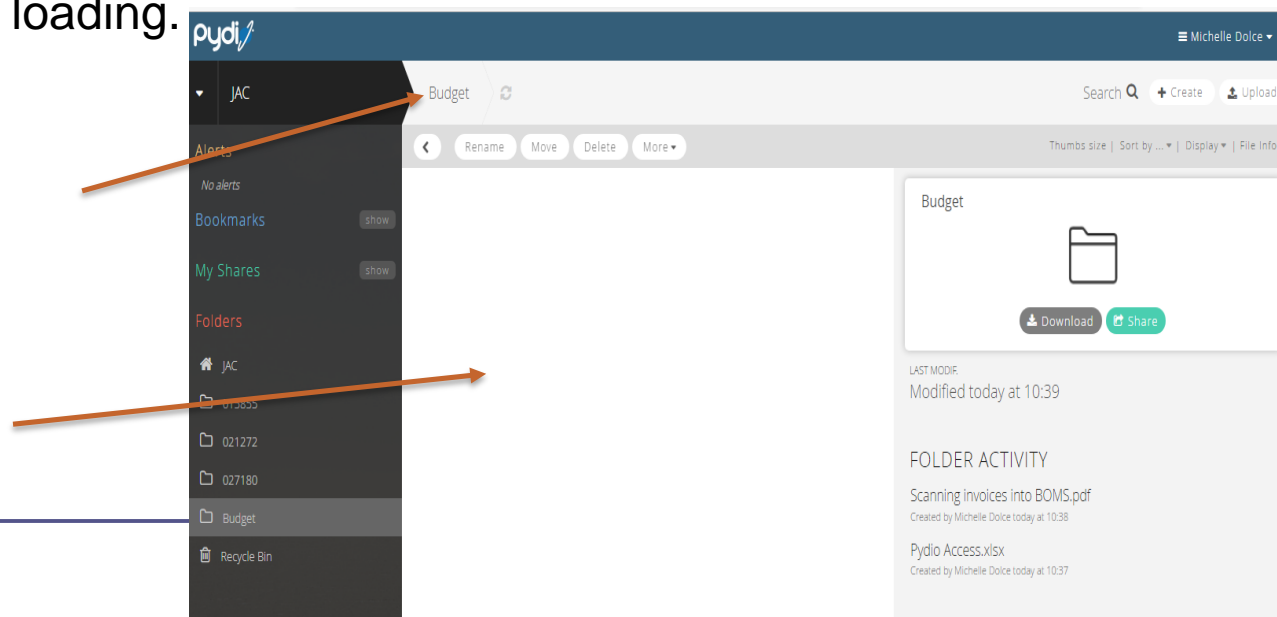 loading.
pydi
Michelle Dolce
JAC
Budget
Search
+ Create
Upload
Alerts
Rename
Move
Delete
More
Thumbs size | Sort by ... | Display | File Info
No alerts
Bookmarks
show
My Shares
show
Folders
JAC
021272
027180
Budget
Recycle Bin
Budget
Download
Share
LAST MODIF.
Modified today at 10:39
FOLDER ACTIVITY
Scanning invoices into BOMS.pdf
Created by Michelle Dolce today at 10:38
Pydio Access.xlsx
Created by Michelle Dolce today at 10:37